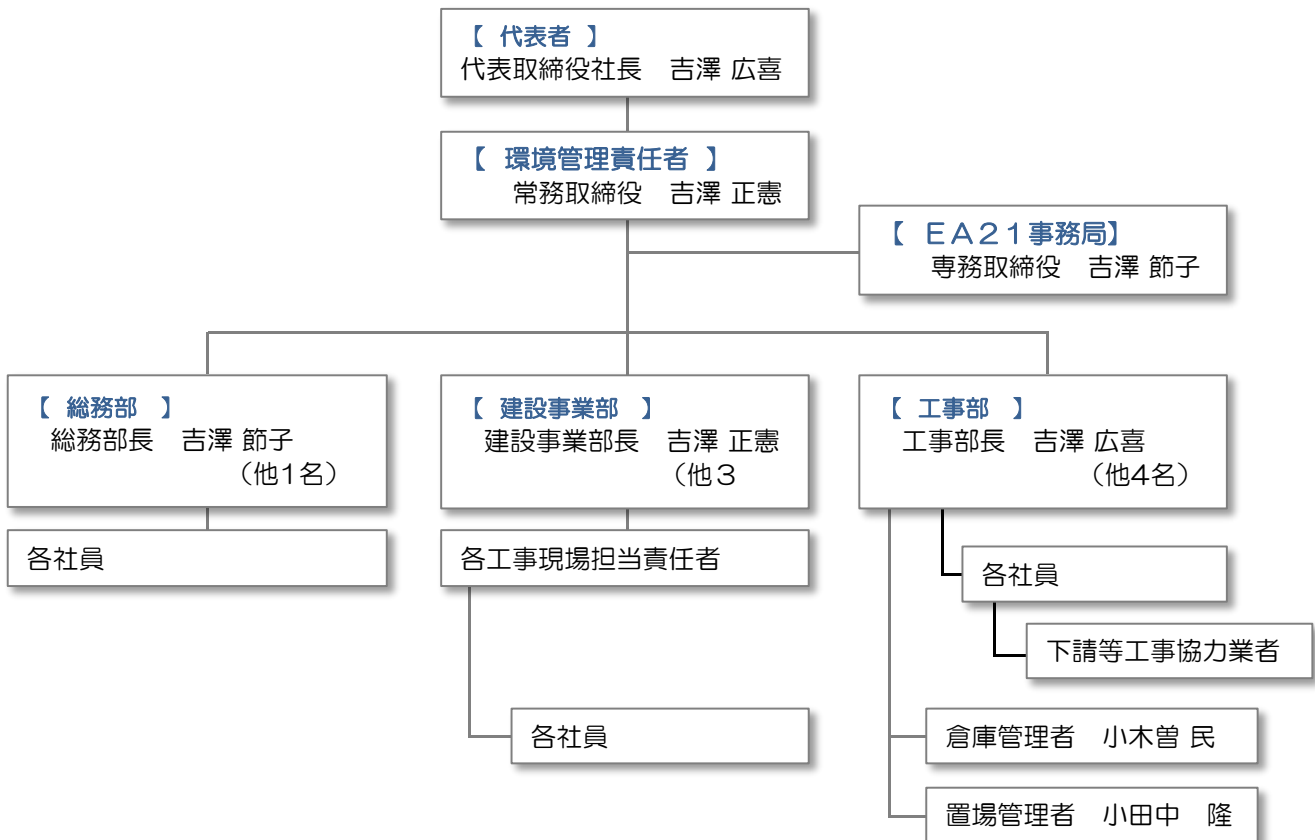 【 代表者 】
代表取締役社長　吉澤 広喜
【 環境管理責任者 】
常務取締役　吉澤 正憲
【 ＥＡ２１事務局】
専務取締役　吉澤 節子
【 総務部 】
総務部長　吉澤 節子
（他1名）
【 建設事業部 】
建設事業部長　吉澤 正憲
（他３
【 工事部 】
工事部長　吉澤 広喜
（他4名）
各社員
各工事現場担当責任者
各社員
各社員
下請等工事協力業者
倉庫管理者　小木曽 民
置場管理者　小田中　隆